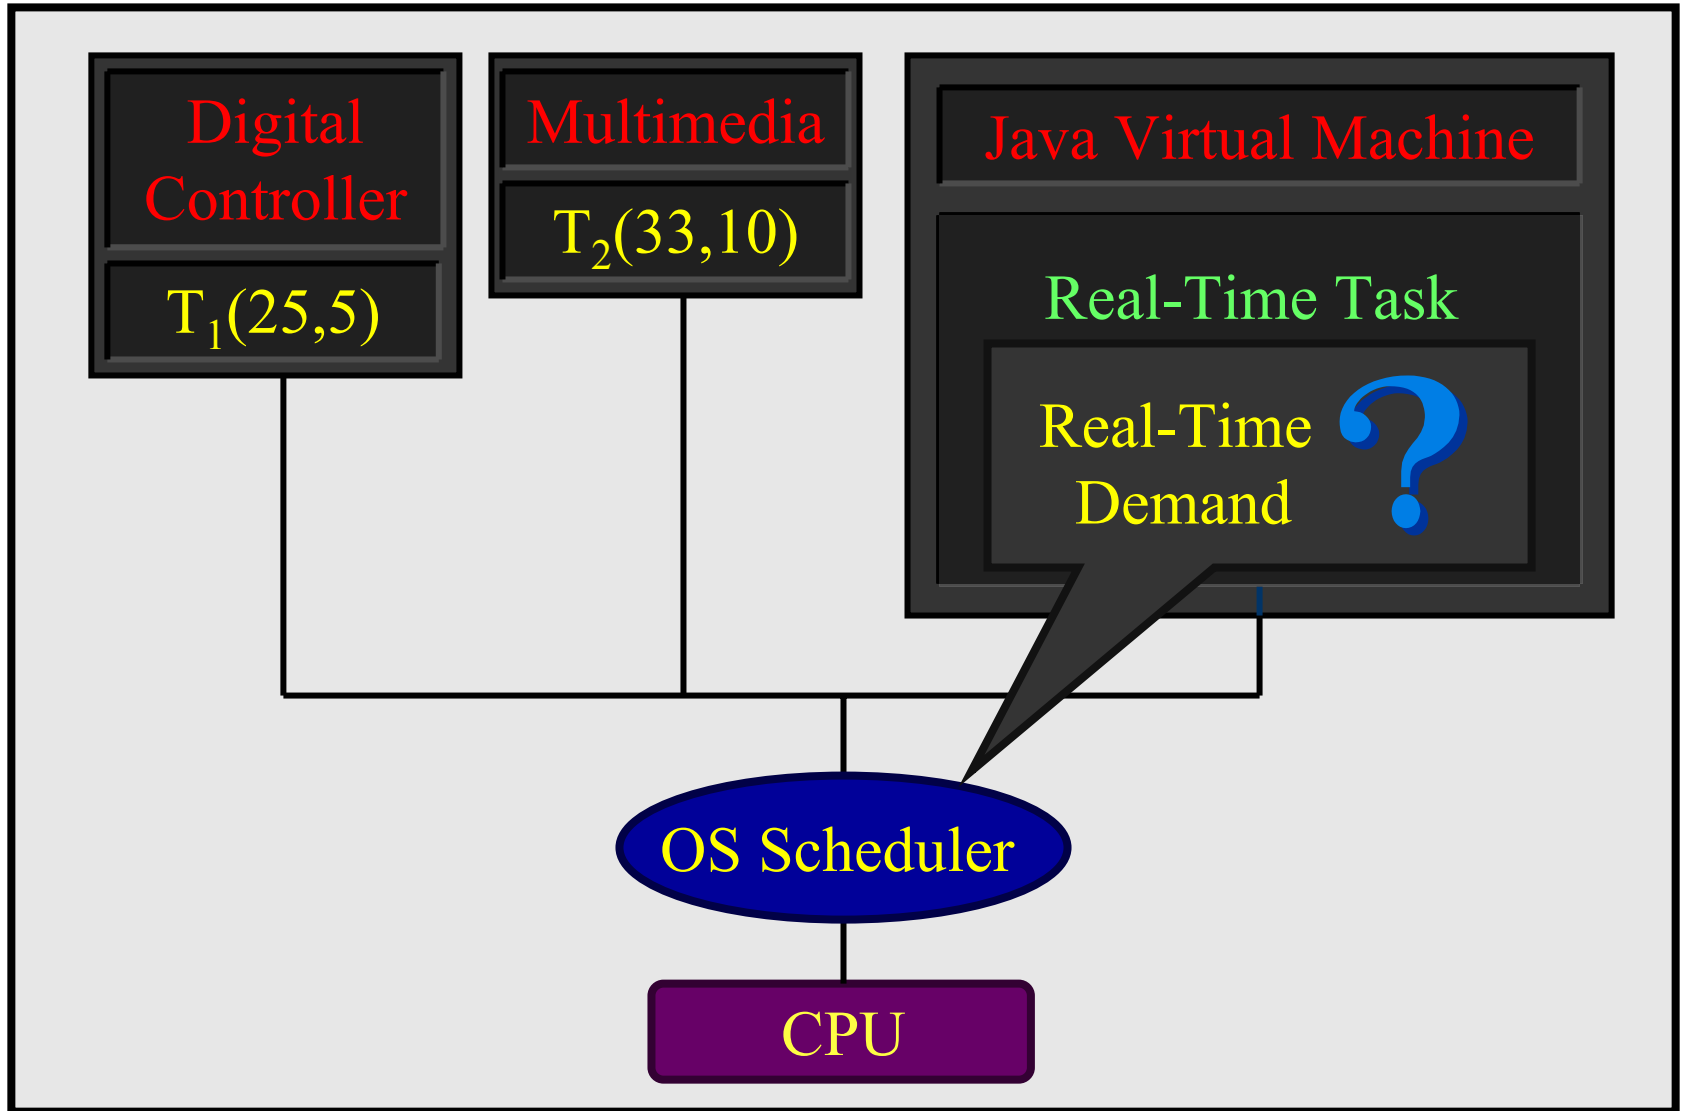 Digital
Controller
T₁(25,5)
Multimedia
T₂(33,10)
Java Virtual Machine
Real-Time Task
Real-Time
Demand
?
OS Scheduler
CPU